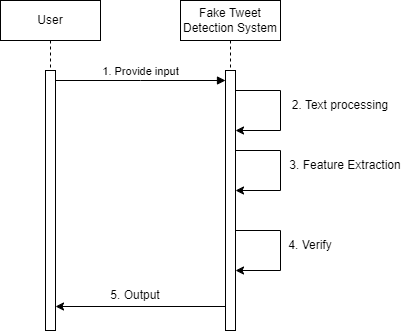 User
Fake Tweet
Detection System
1. Provide input
2. Text processing
3. Feature Extraction
4. Verify
5. Output